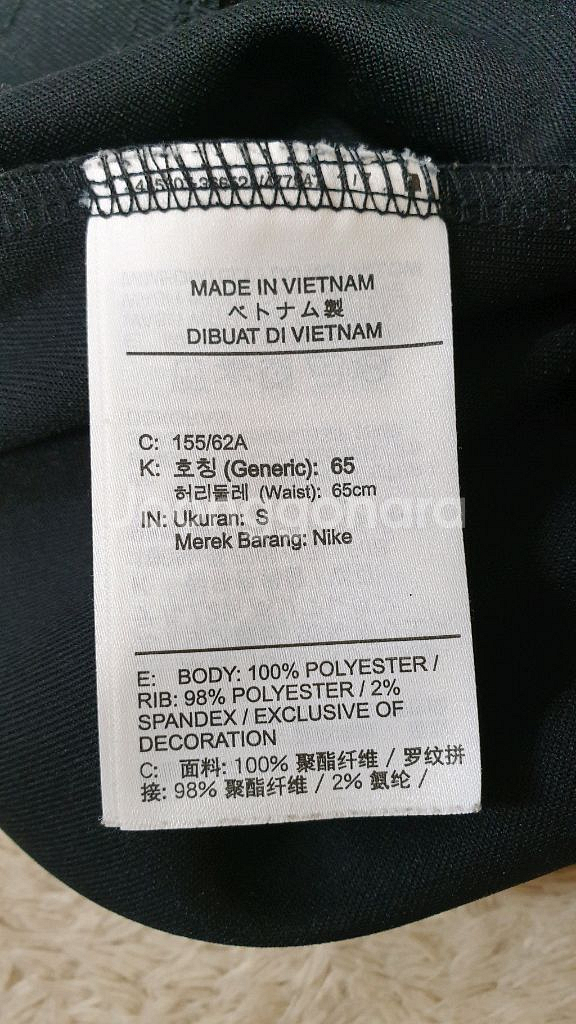 MADE IN VIETNAM
ベトナム製
DIBUAT DI VIETNAM
C: 155/62A
K: 호칭 (Generic): 65
허리둘레 (Waist): 65cm
IN: Ukuran: S
Merek Barang: Nike
E: BODY: 100% POLYESTER /
RIB: 98% POLYESTER / 2%
SPANDEX / EXCLUSIVE OF
DECORATION
C: 面料: 100% 聚酯纤维 / 罗纹拼
接: 98% 聚酯纤维 / 2% 氨纶 /